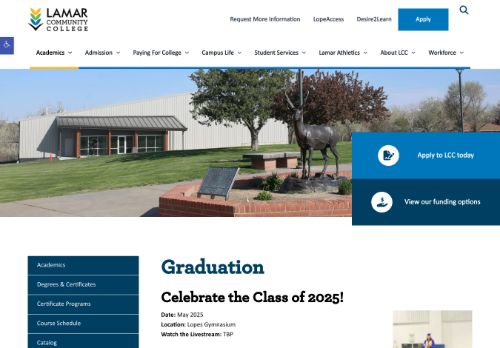 LAMAR
COMMUNITY
COLLEGE
Request More Information LopeAccess Desire2Learn Apply
Academics Admission Paying For College Campus Life Student Services Lamar Athletics About LCC Workforce
Apply to LCC today
View our funding options
Academics
Degrees & Certificates
Certificate Programs
Course Schedule
Catalog
Graduation
Celebrate the Class of 2025!
Date: May 2025
Location: Lopes Gymnasium
Watch the Livestream: TBP